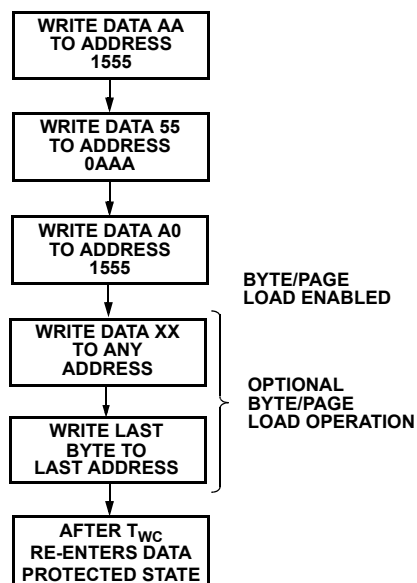 WRITE DATA AA
TO ADDRESS
1555
WRITE DATA 55
TO ADDRESS
0AAA
WRITE DATA A0
TO ADDRESS
1555
BYTE/PAGE
LOAD ENABLED
WRITE DATA XX
TO ANY
ADDRESS
OPTIONAL
BYTE/PAGE
LOAD OPERATION
WRITE LAST
BYTE TO
LAST ADDRESS
AFTER TWC
RE-ENTERS DATA
PROTECTED STATE